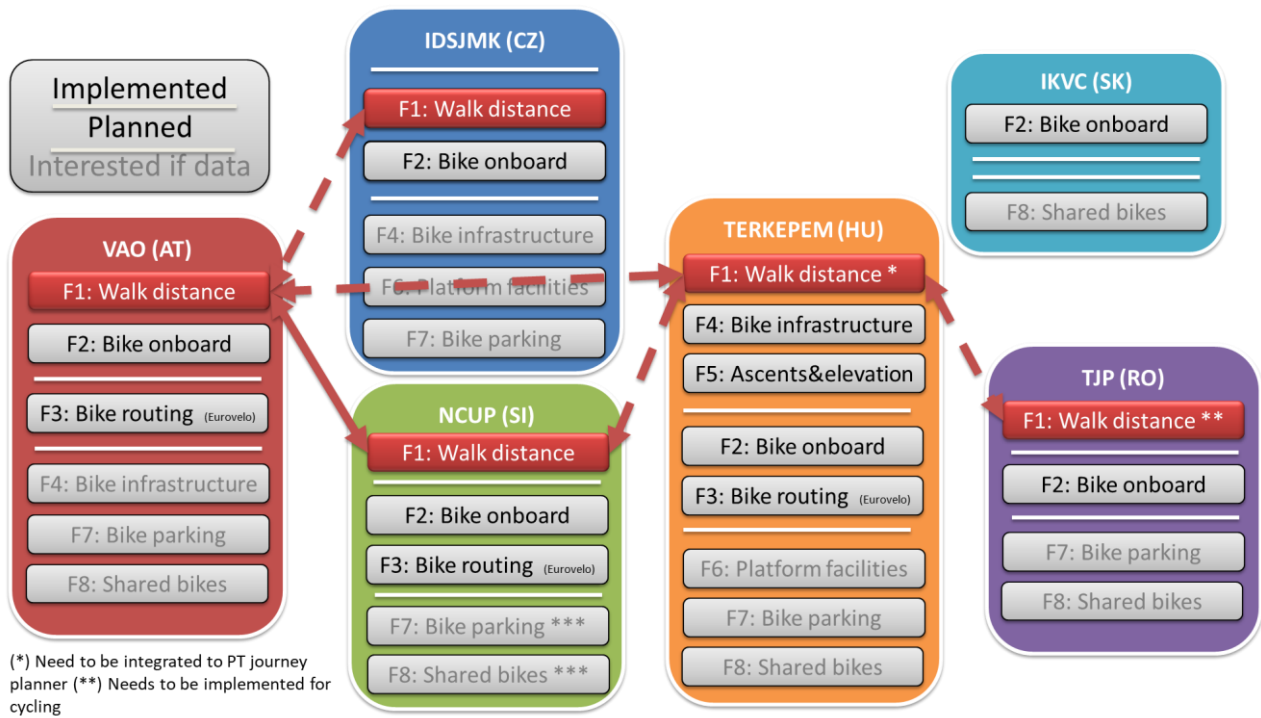 Implemented
Planned
Interested if data
VAO (AT)
F1: Walk distance
F2: Bike onboard
F3: Bike routing (Eurovelo)
F4: Bike infrastructure
F7: Bike parking
F8: Shared bikes
IDSJMK (CZ)
F1: Walk distance
F2: Bike onboard
F4: Bike infrastructure
F6: Platform facilities
F7: Bike parking
NCUP (SI)
F1: Walk distance
F2: Bike onboard
F3: Bike routing (Eurovelo)
F7: Bike parking ***
F8: Shared bikes ***
TERKEPEM (HU)
F1: Walk distance *
F4: Bike infrastructure
F5: Ascents&elevation
F2: Bike onboard
F3: Bike routing (Eurovelo)
F6: Platform facilities
F7: Bike parking
F8: Shared bikes
IKVC (SK)
F2: Bike onboard
F8: Shared bikes
TJP (RO)
F1: Walk distance **
F2: Bike onboard
F7: Bike parking
F8: Shared bikes
(*) Need to be integrated to PT journey
planner (**) Needs to be implemented for
cycling